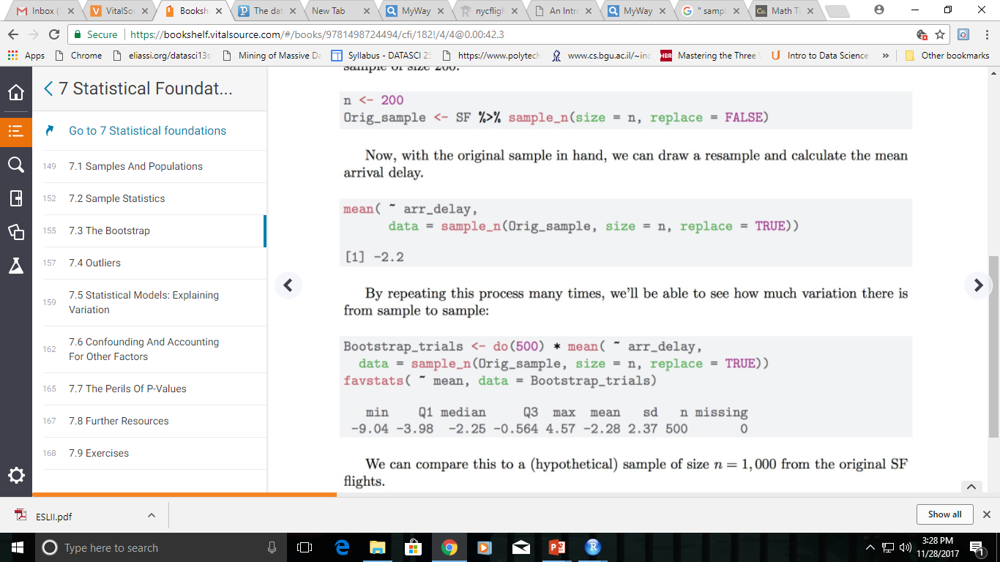 Inbox (
VitalSou
Booksh
The dat
New Tab
MyWay
nycfligh
An Intro
MyWay
" sampl
Math T
Secure
https://bookshelf.vitalsource.com/#/books/9781498724494/cfi/182!/4/4@0.00:42.3
Apps
Chrome
eliassi.org/datasci13s
Mining of Massive Da
Syllabus - DATASCI 25
https://www.polytech
www.cs.bgu.ac.il/~inc
HBR Mastering the Three
Intro to Data Science
»
Other bookmarks
7 Statistical Foundat...
Go to 7 Statistical foundations
149 7.1 Samples And Populations
152 7.2 Sample Statistics
155 7.3 The Bootstrap
157 7.4 Outliers
159 7.5 Statistical Models: Explaining
Variation
162 7.6 Confounding And Accounting
For Other Factors
165 7.7 The Perils Of P-Values
167 7.8 Further Resources
168 7.9 Exercises
sample of size 200.
n <- 200
Orig_sample <- SF %>% sample_n(size = n, replace = FALSE)
Now, with the original sample in hand, we can draw a resample and calculate the mean
arrival delay.
mean( ~ arr_delay,
data = sample_n(Orig_sample, size = n, replace = TRUE))
[1] -2.2
By repeating this process many times, we'll be able to see how much variation there is
from sample to sample:
Bootstrap_trials <- do(500) * mean( ~ arr_delay,
data = sample_n(Orig_sample, size = n, replace = TRUE))
favstats( ~ mean, data = Bootstrap_trials)
min Q1 median Q3 max mean sd n missing
-9.04 -3.98 -2.25 -0.564 4.57 -2.28 2.37 500 0
We can compare this to a (hypothetical) sample of size n = 1,000 from the original SF
flights.
ESLII.pdf
Show all
Type here to search
3:28 PM
11/28/2017
1